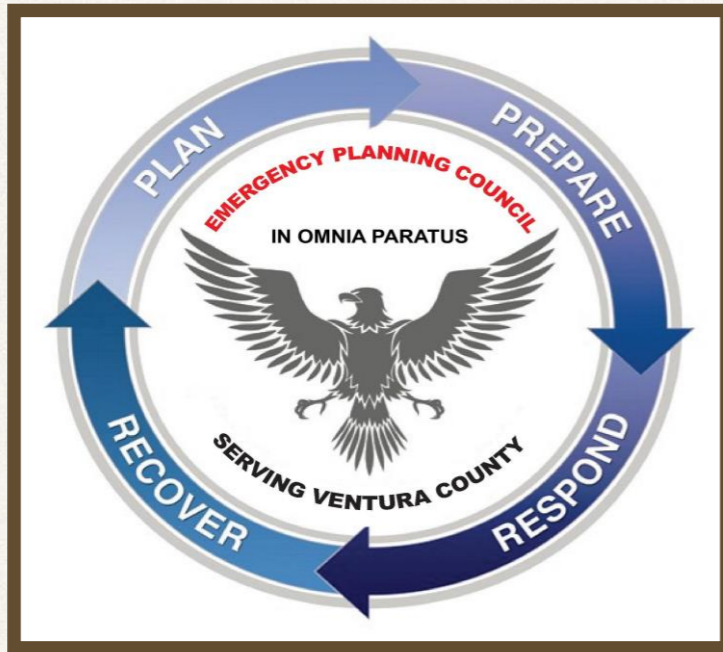 PLAN
PREPARE
EMERGENCY PLANNING COUNCIL
IN OMNIA PARATUS
SERVING VENTURA COUNTY
RESPOND
RECOVER